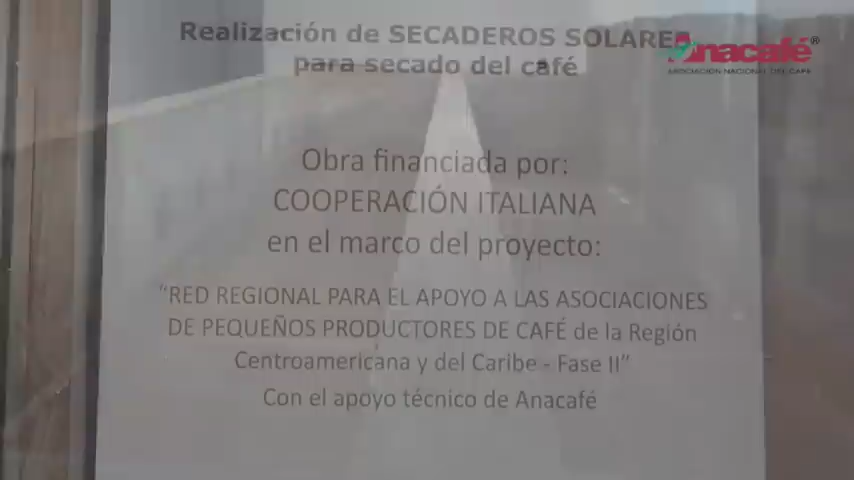 Realización de SECADEROS SOLARES
para secado del café
Anacafé®
ASOCIACIÓN NACIONAL DEL CAFÉ
Obra financiada por:
COOPERACIÓN ITALIANA
en el marco del proyecto:
“RED REGIONAL PARA EL APOYO A LAS ASOCIACIONES
DE PEQUEÑOS PRODUCTORES DE CAFÉ de la Región
Centroamericana y del Caribe - Fase II”
Con el apoyo técnico de Anacafé